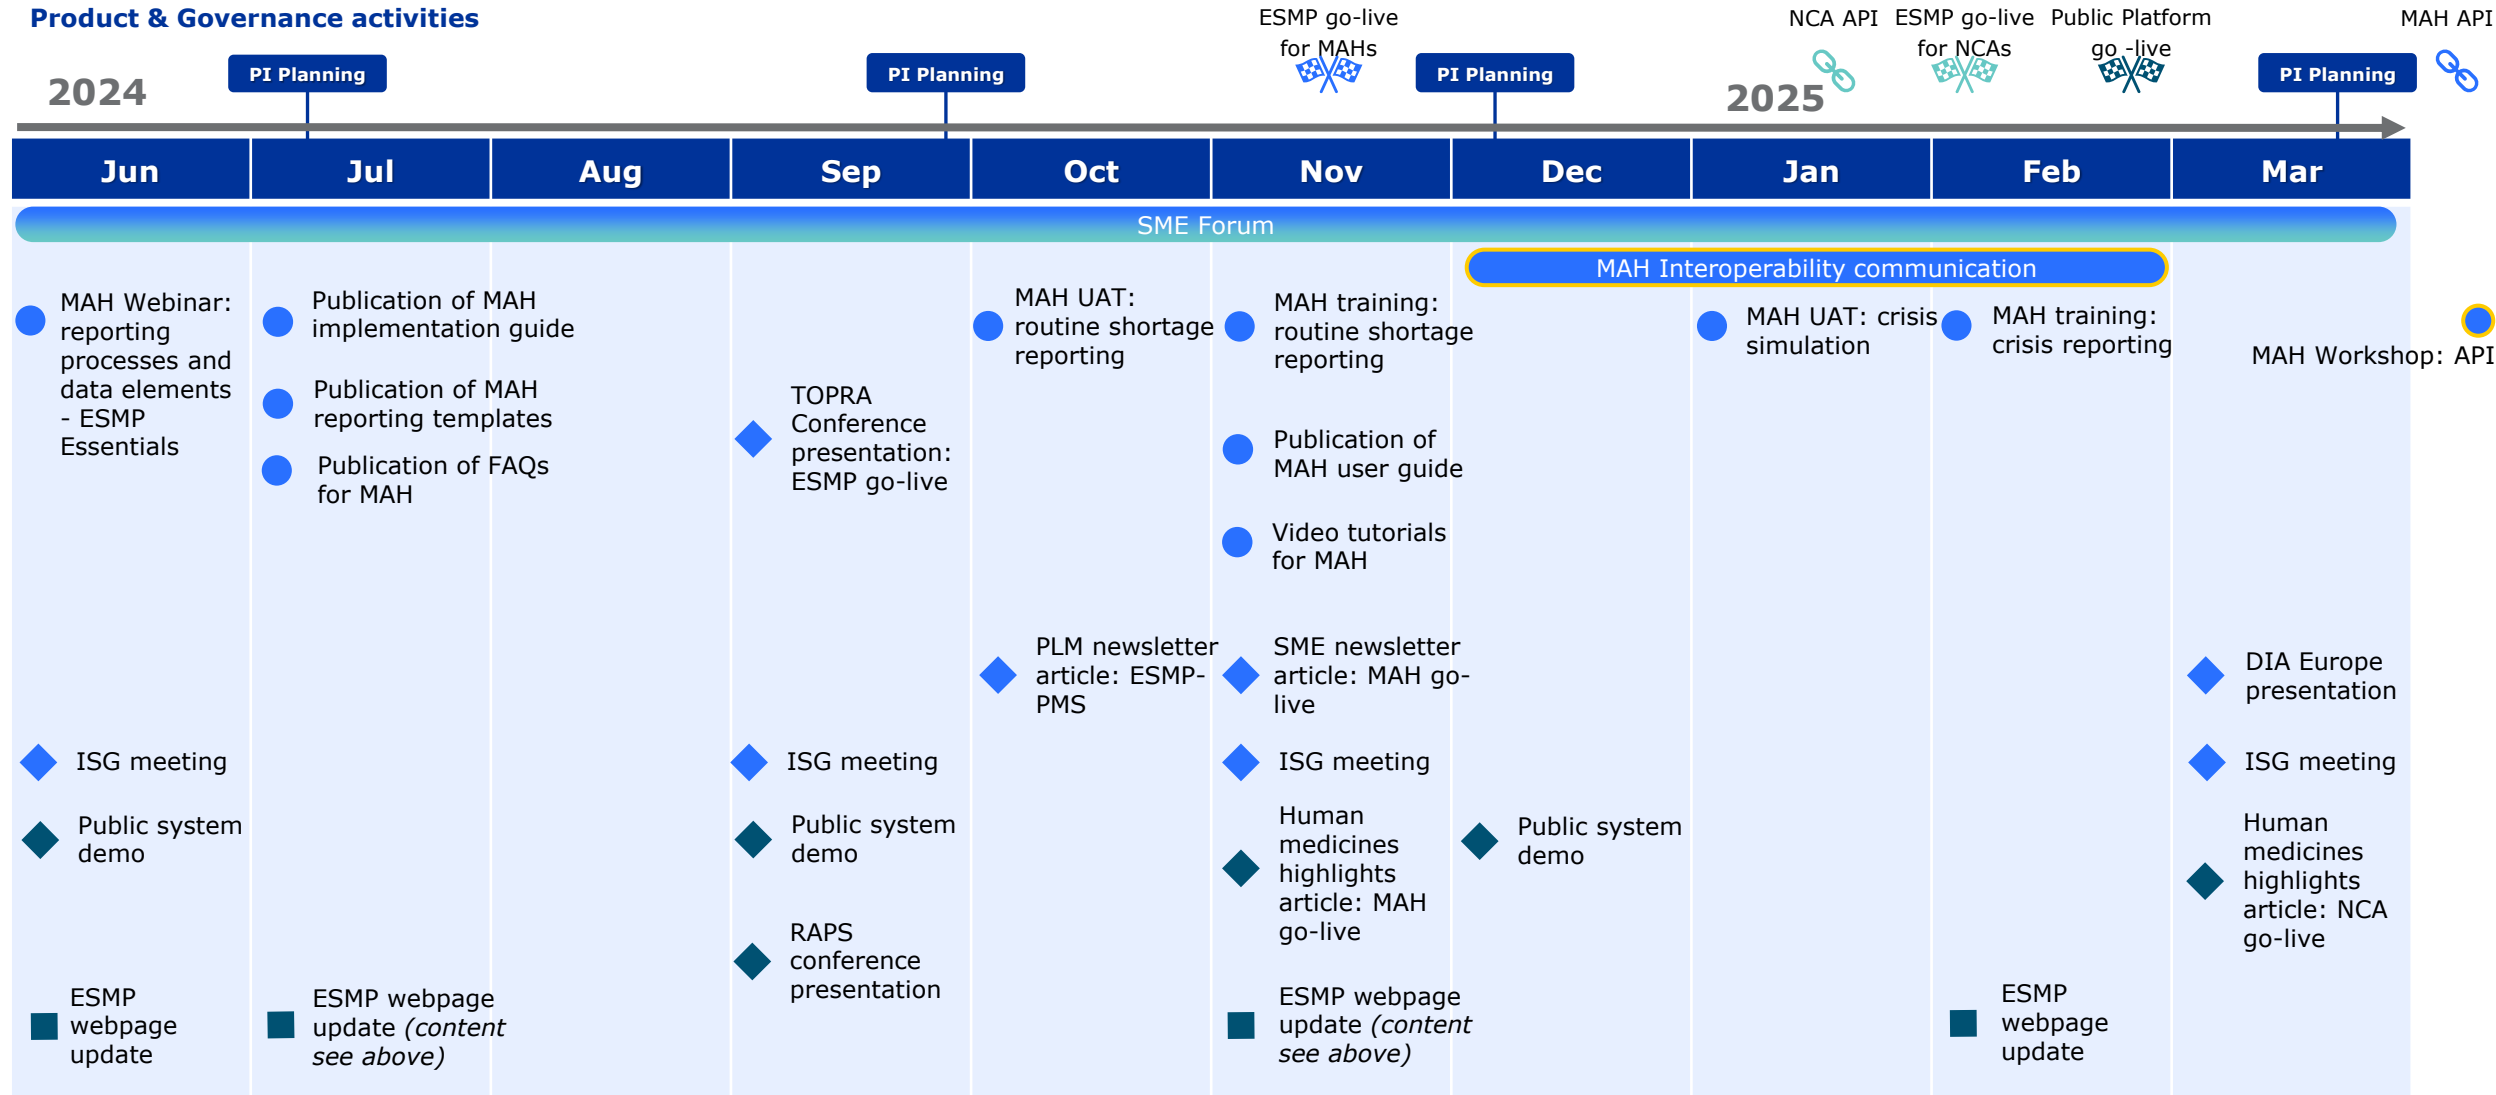 Product & Governance activities
ESMP go-live
for MAHs
NCA API
ESMP go-live
for NCAs
Public Platform
go -live
MAH API
2024
PI Planning
PI Planning
PI Planning
2025
PI Planning
Jun
Jul
Aug
Sep
Oct
Nov
Dec
Jan
Feb
Mar
SME Forum
MAH Interoperability communication
MAH Webinar:
reporting
processes and
data elements
- ESMP
Essentials
Publication of MAH
implementation guide
Publication of MAH
reporting templates
Publication of FAQs
for MAH
TOPRA
Conference
presentation:
ESMP go-live
MAH UAT:
routine shortage
reporting
MAH training:
routine shortage
reporting
Publication of
MAH user guide
Video tutorials
for MAH
MAH UAT: crisis
simulation
MAH training:
crisis reporting
MAH Workshop: API
PLM newsletter
article: ESMP-
PMS
SME newsletter
article: MAH go-
live
DIA Europe
presentation
ISG meeting
ISG meeting
ISG meeting
ISG meeting
Public system
demo
Public system
demo
Human
medicines
highlights
article: MAH
go-live
Public system
demo
Human
medicines
highlights
article: NCA
go-live
RAPS
conference
presentation
ESMP
webpage
update
ESMP webpage
update (content
see above)
ESMP webpage
update (content
see above)
ESMP
webpage
update